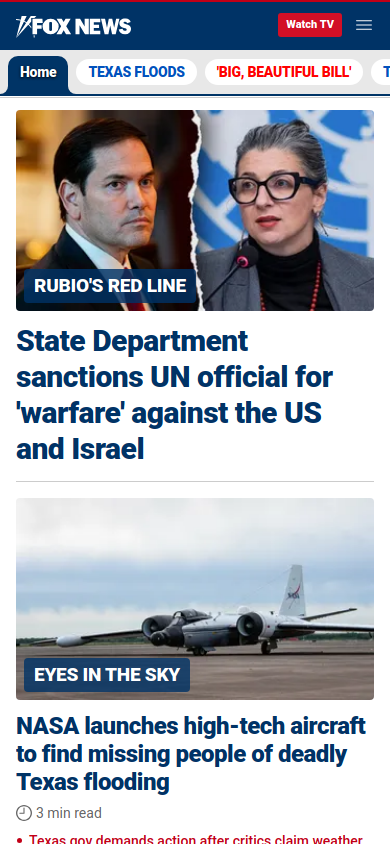 FOX NEWS
Watch TV
Home
TEXAS FLOODS
'BIG, BEAUTIFUL BILL'
RUBIO'S RED LINE
State Department
sanctions UN official for
'warfare' against the US
and Israel
NASA
EYES IN THE SKY
NASA launches high-tech aircraft
to find missing people of deadly
Texas flooding
3 min read
Texas gov demands action after critics claim weather